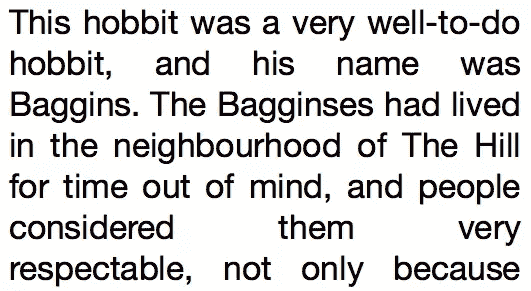 This hobbit was a very well-to-do
hobbit, and his name was
Baggins. The Bagginses had lived
in the neighbourhood of The Hill
for time out of mind, and people
considered them very
respectable, not only because